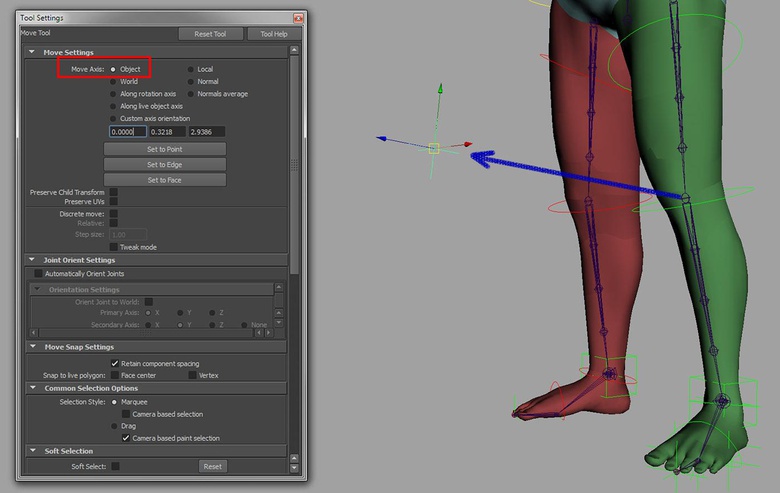 Tool Settings
Move Tool Reset Tool Tool Help
Move Settings
Move Axis: Object Local
World Normal
Along rotation axis Normals average
Along live object axis
Custom axis orientation
0.0000 0.3218 2.9386
Set to Point
Set to Edge
Set to Face
Preserve Child Transform
Preserve UVs
Discrete move:
Relative:
Step size: 1.00
Tweak mode
Joint Orient Settings
Automatically Orient Joints
Orientation Settings
Orient Joint to World:
Primary Axis: X Y Z
Secondary Axis: X Y Z None
Move Snap Settings
Retain component spacing
Snap to live polygon: Face center Vertex
Common Selection Options
Selection Style: Marquee
Camera based selection
Drag
Camera based paint selection
Soft Selection
Soft Select: Reset